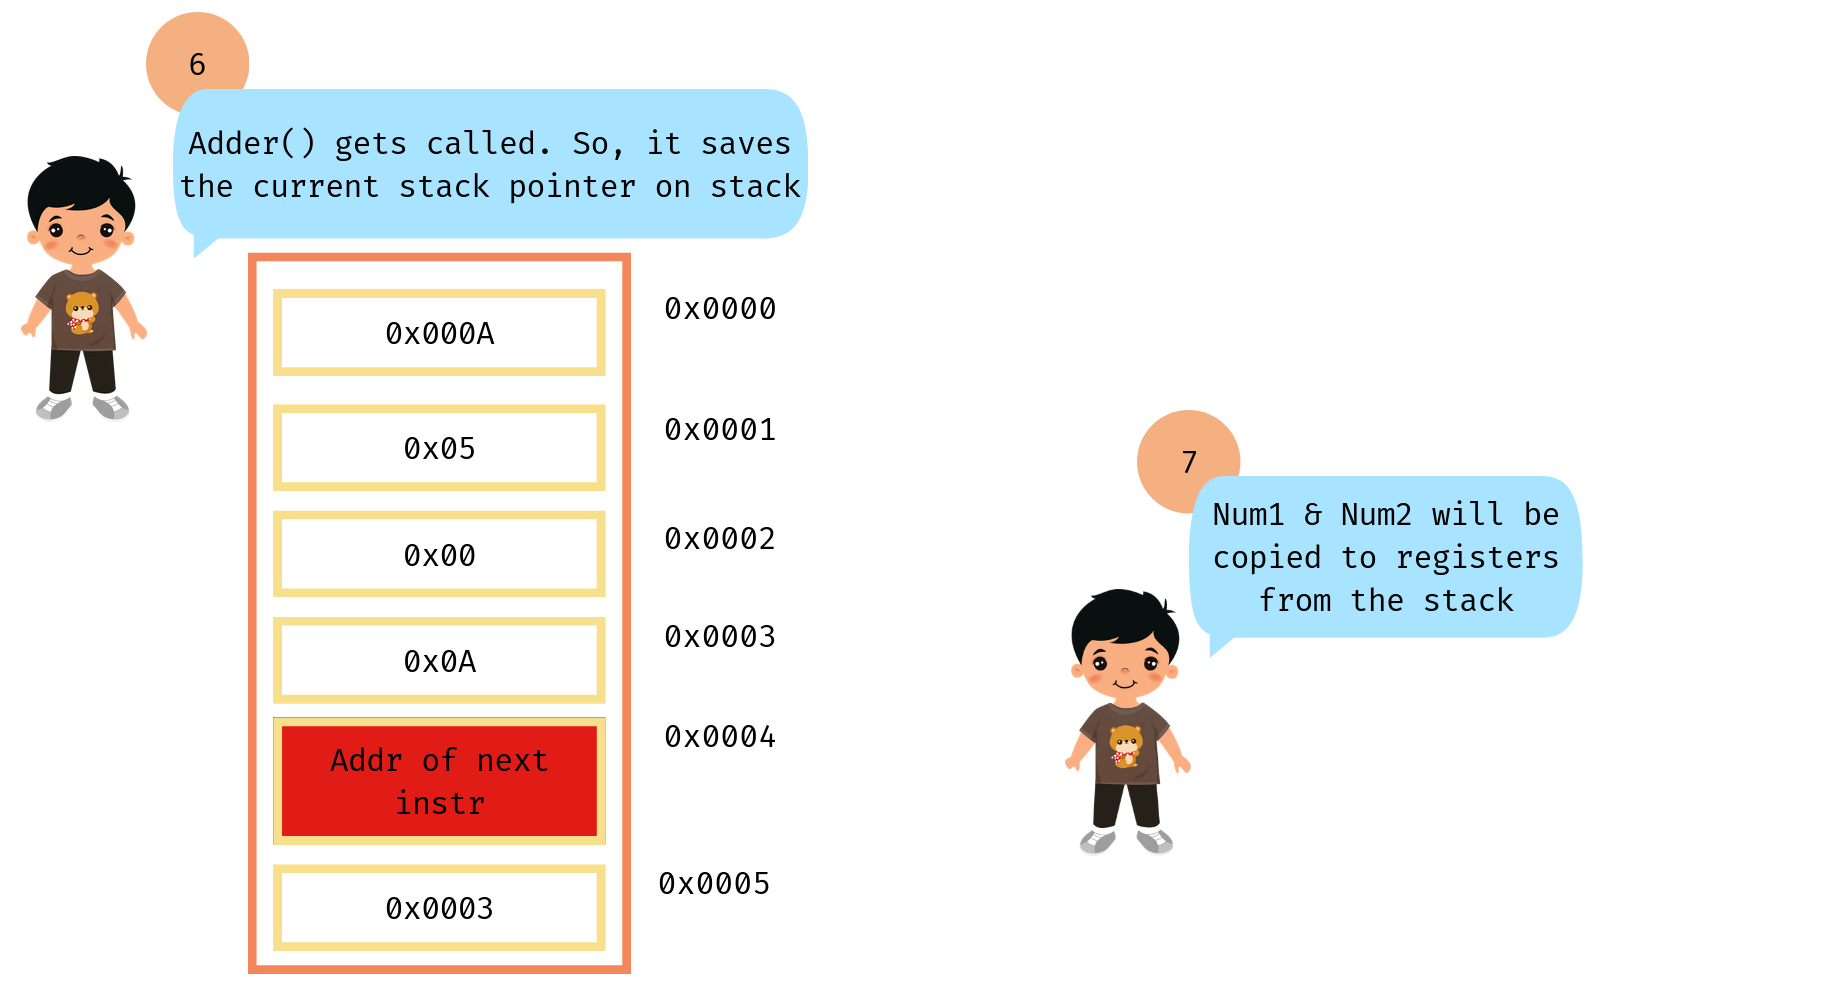 6
Adder() gets called. So, it saves
the current stack pointer on stack
0x000A
0x0000
0x05
0x0001
0x00
0x0002
0x0A
0x0003
Addr of next
instr
0x0004
0x0003
0x0005
7
Num1 & Num2 will be
copied to registers
from the stack